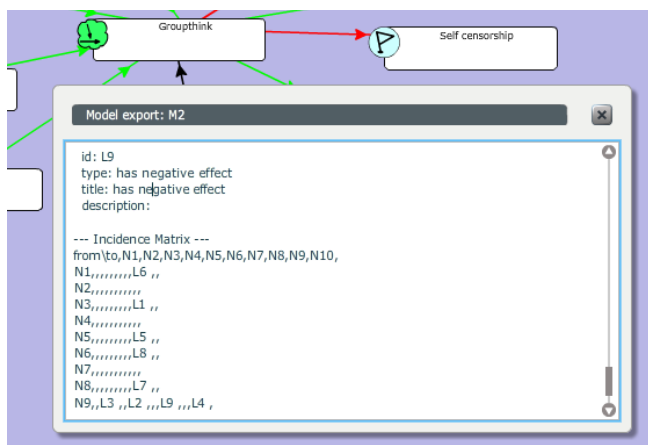 Groupthink
Self censorship
Model export: M2
id: L9
type: has negative effect
title: has negative effect
description:
--- Incidence Matrix ---
from\to,N1,N2,N3,N4,N5,N6,N7,N8,N9,N10,
N1,,,,,,,,,L6 ,,
N2,,,,,,,,,,,
N3,,,,,,,,,L1 ,,
N4,,,,,,,,,,,
N5,,,,,,,,,L5 ,,
N6,,,,,,,,,L8 ,,
N7,,,,,,,,,,,
N8,,,,,,,,,L7 ,,
N9,,L3 ,,L2 ,,,L9 ,,,L4 ,